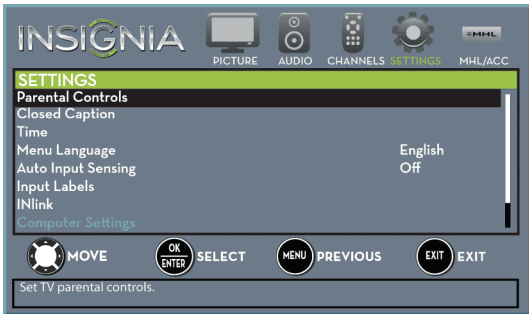 INSIGNIA
PICTURE AUDIO CHANNELS SETTINGS MHL/ACC
MHL
SETTINGS
Parental Controls
Closed Caption
Time
Menu Language English
Auto Input Sensing Off
Input Labels
INlink
Computer Settings
MOVE OK ENTER SELECT MENU PREVIOUS EXIT EXIT
Set TV parental controls.